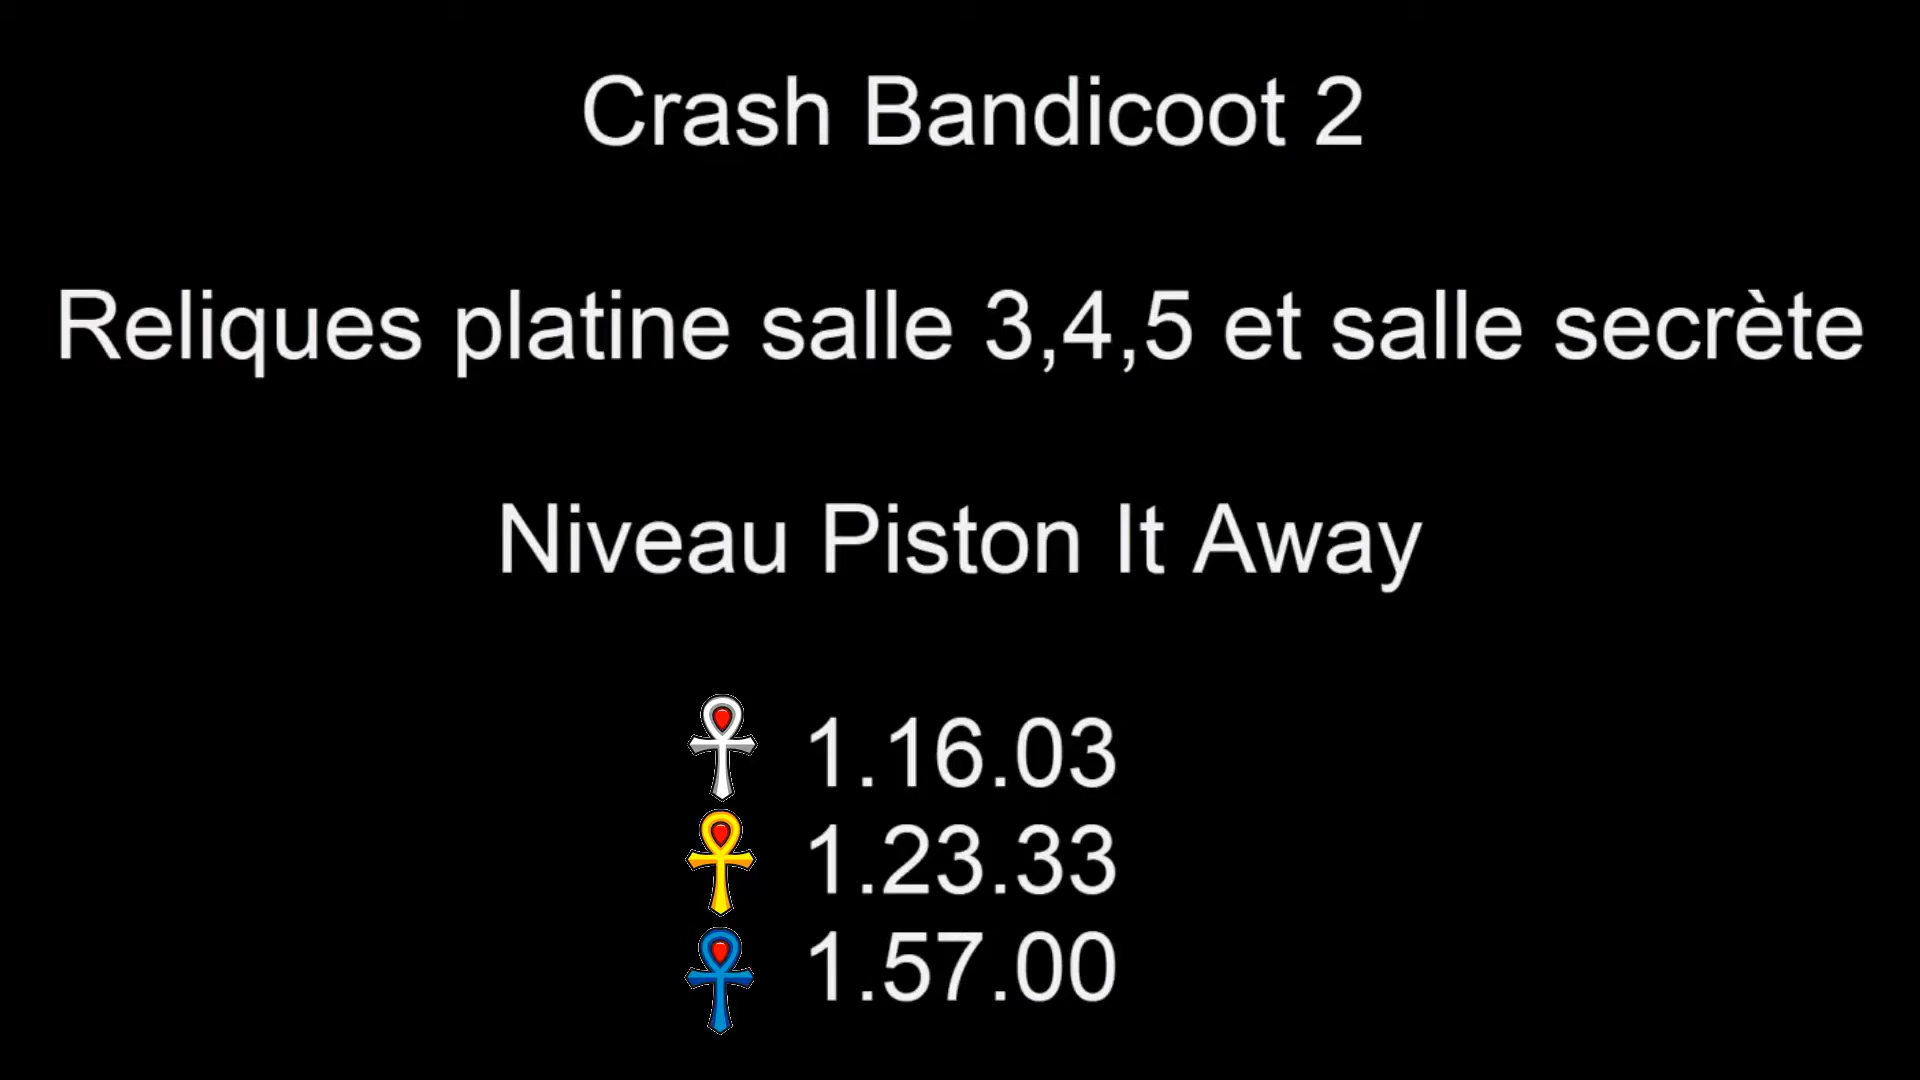 Crash Bandicoot 2
Reliques platine salle 3,4,5 et salle secrète
Niveau Piston It Away
1.16.03
1.23.33
1.57.00